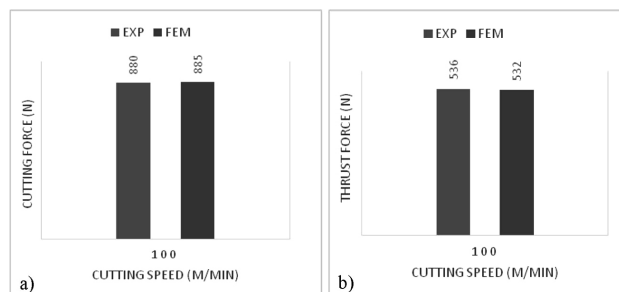 EXP FEM
880
885
CUTTING FORCE (N)
100
CUTTING SPEED (M/MIN)
a)
EXP FEM
536
532
THRUST FORCE (N)
100
CUTTING SPEED (M/MIN)
b)